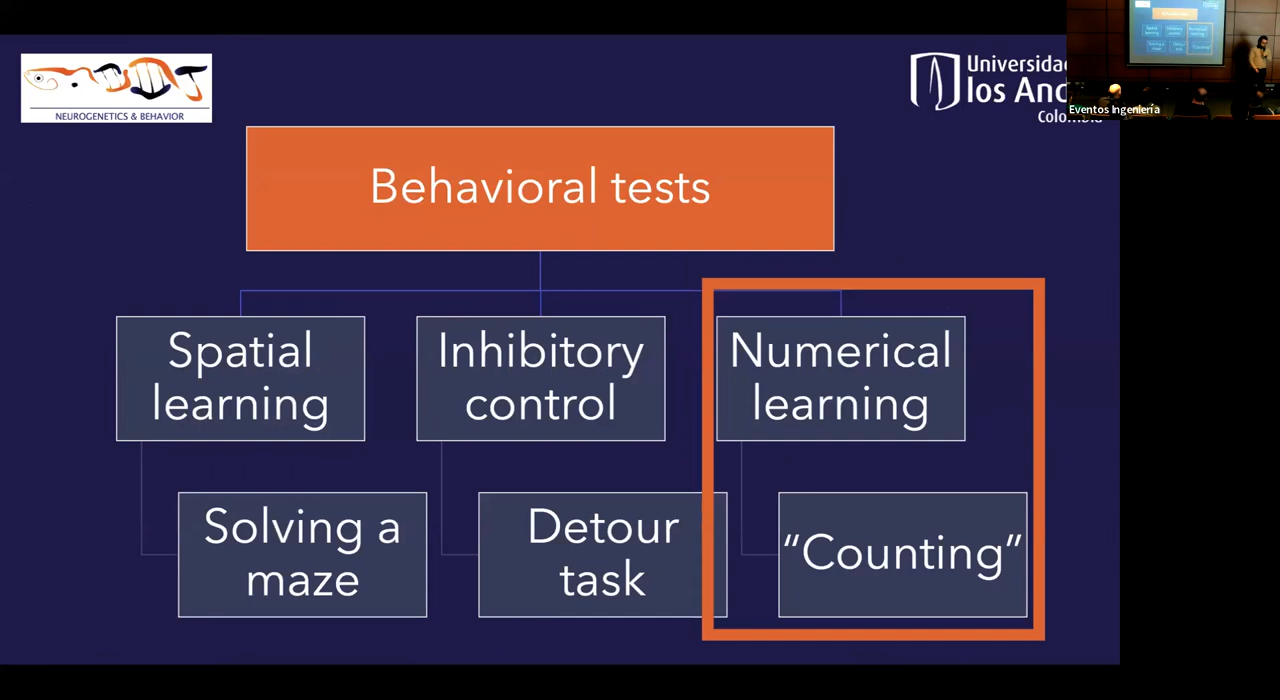 NEUROGENETICS & BEHAVIOR
Universidad
los And
Colombia
Eventos Ingeniería
Behavioral tests
Spatial
learning
Inhibitory
control
Numerical
learning
Solving a
maze
Detour
task
“Counting”